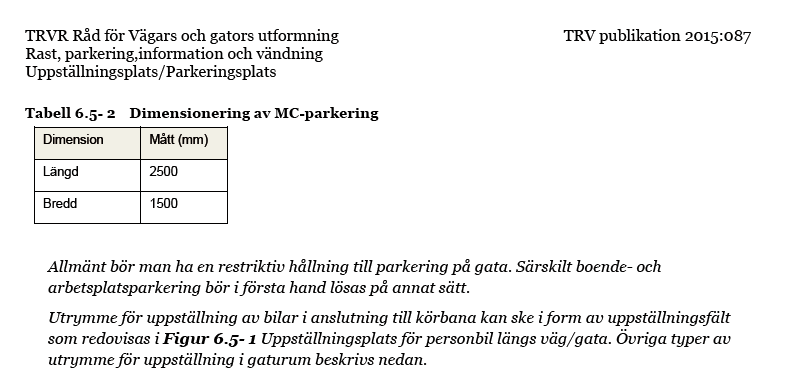 TRVR Råd för Vägars och gators utformning TRV publikation 2015:087
Rast, parkering,information och vändning
Uppställningsplats/Parkeringsplats
Tabell 6.5- 2 Dimensionering av MC-parkering
Dimension Mått (mm)
Längd 2500
Bredd 1500
Allmänt bör man ha en restriktiv hållning till parkering på gata. Särskilt boende- och
arbetsplatsparkering bör i första hand lösas på annat sätt.
Utrymme för uppställning av bilar i anslutning till körbana kan ske i form av uppställningsfält
som redovisas i Figur 6.5- 1 Uppställningsplats för personbil längs väg/gata. Övriga typer av
utrymme för uppställning i gaturum beskrivs nedan.